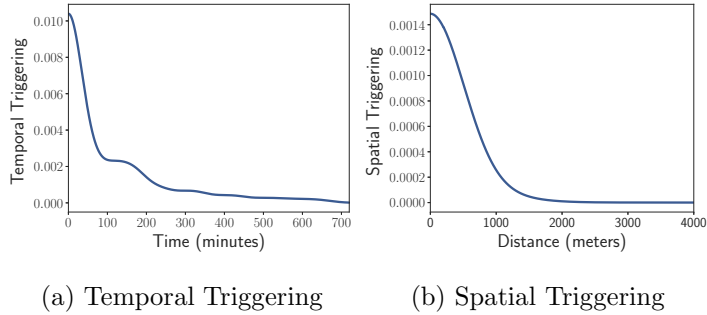 0.010
0.008
0.006
0.004
0.002
0.000
Temporal Triggering
0 100 200 300 400 500 600 700
Time (minutes)
0.0014
0.0012
0.0010
0.0008
0.0006
0.0004
0.0002
0.0000
Spatial Triggering
0 1000 2000 3000 4000
Distance (meters)
(a) Temporal Triggering
(b) Spatial Triggering